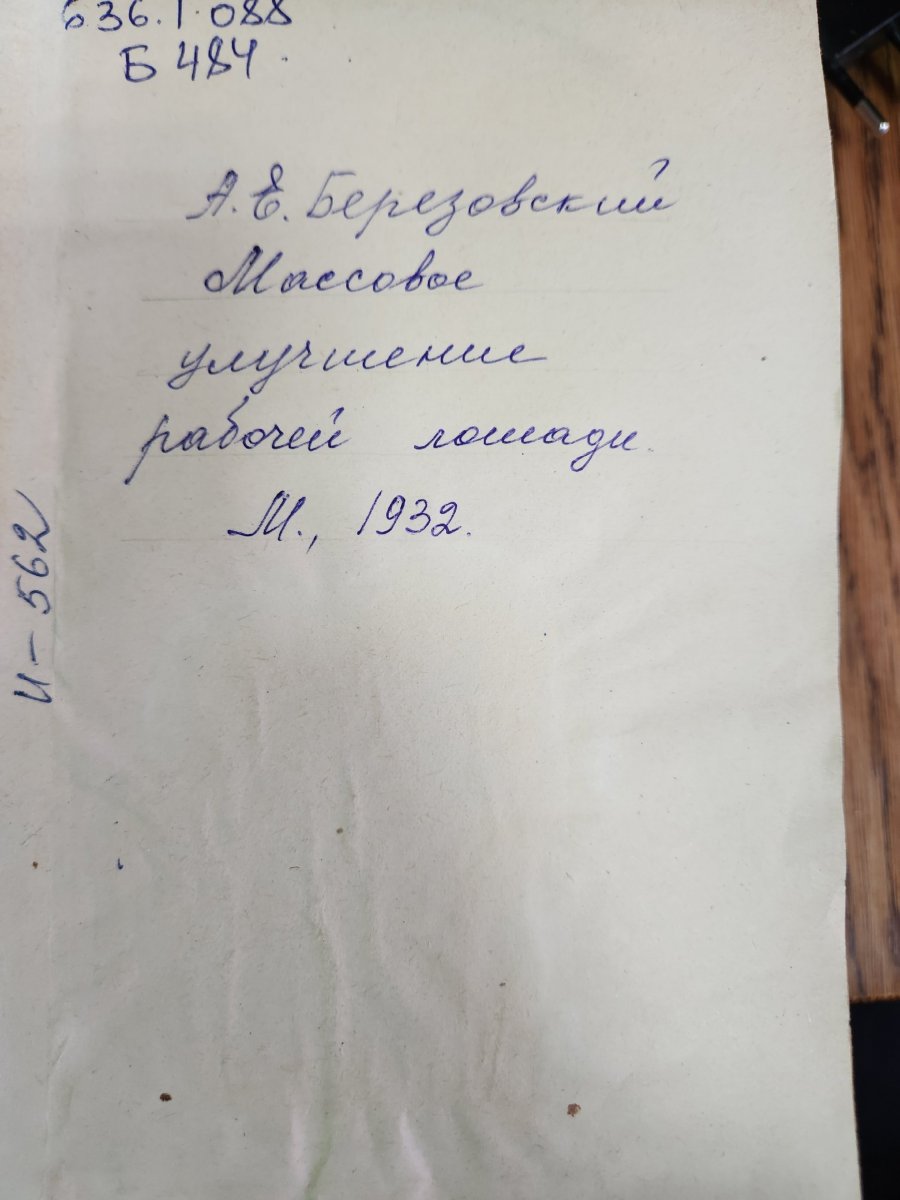 636.1.088
Б 484.
А.Е. Березовский
Массовое
улучшение
рабочей лошади.
М., 1932.
И-562